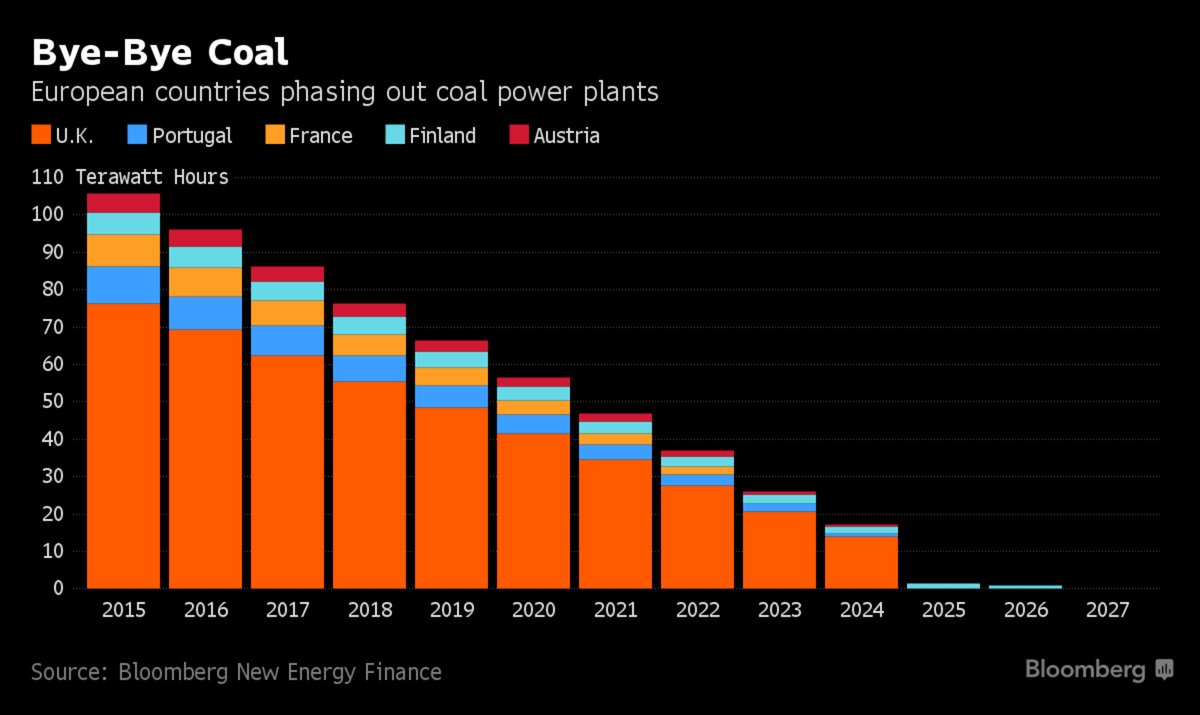 Bye-Bye Coal
European countries phasing out coal power plants
U.K. Portugal France Finland Austria
110 Terawatt Hours
100
90
80
70
60
50
40
30
20
10
0
2015 2016 2017 2018 2019 2020 2021 2022 2023 2024 2025 2026 2027
Source: Bloomberg New Energy Finance
Bloomberg